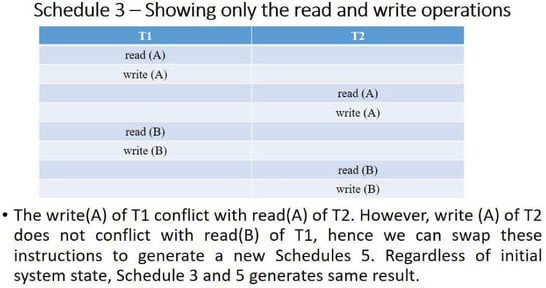 Schedule 3 – Showing only the read and write operations
T1 T2
read (A)
write (A)
read (A)
write (A)
read (B)
write (B)
read (B)
write (B)
• The write(A) of T1 conflict with read(A) of T2. However, write (A) of T2
does not conflict with read(B) of T1, hence we can swap these
instructions to generate a new Schedules 5. Regardless of initial
system state, Schedule 3 and 5 generates same result.